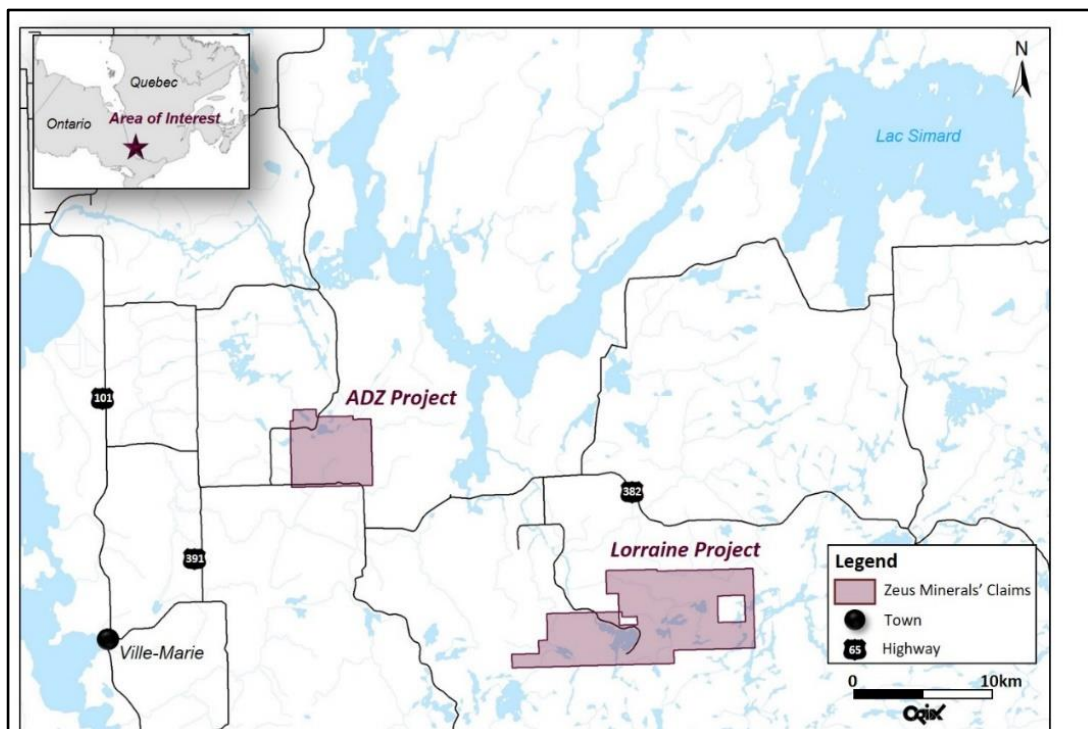 Quebec
Ontario
Area of Interest
N
Lac Simard
101
ADZ Project
382
391
Lorraine Project
Ville-Marie
Legend
Zeus Minerals' Claims
Town
65 Highway
0 10km